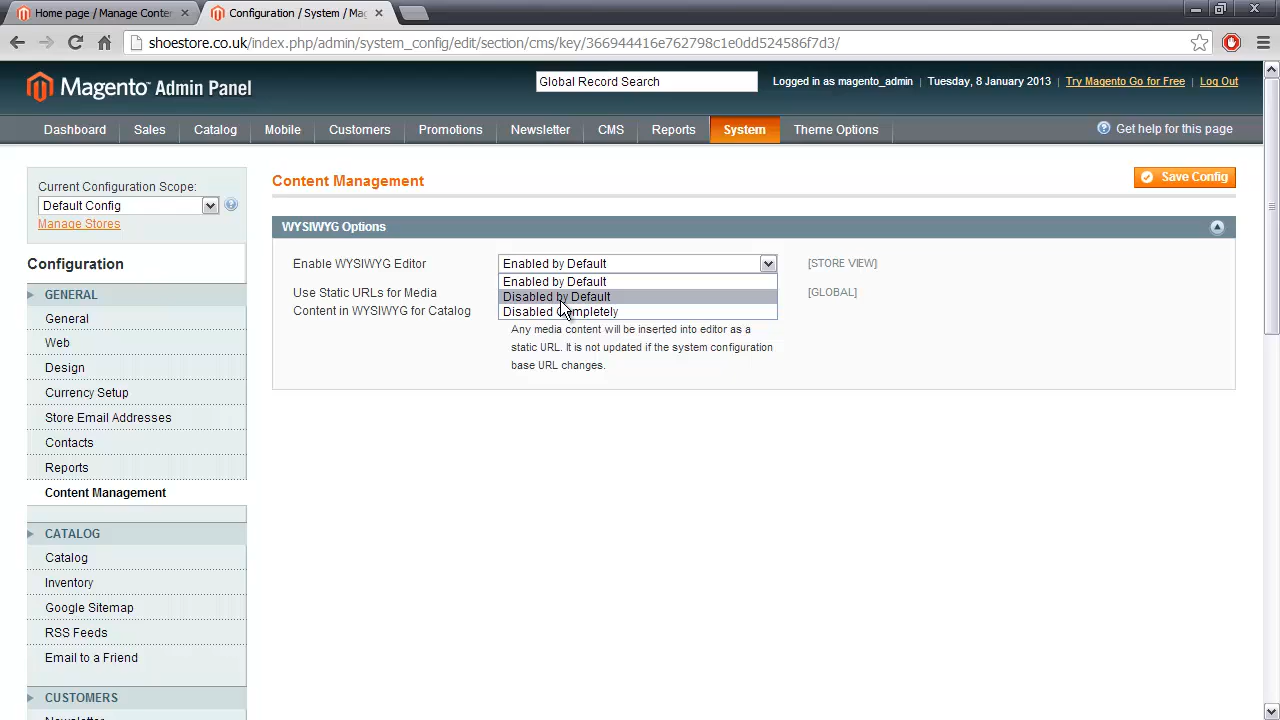 Home page / Manage Conten
Configuration / System / Mag
shoestore.co.uk/index.php/admin/system_config/edit/section/cms/key/366944416e762798c1e0dd524586f7d3/
Magento Admin Panel
Global Record Search
Logged in as magento_admin | Tuesday, 8 January 2013 | Try Magento Go for Free | Log Out
Dashboard Sales Catalog Mobile Customers Promotions Newsletter CMS Reports System Theme Options
Get help for this page
Current Configuration Scope:
Default Config
Manage Stores
Configuration
GENERAL
General
Web
Design
Currency Setup
Store Email Addresses
Contacts
Reports
Content Management
CATALOG
Catalog
Inventory
Google Sitemap
RSS Feeds
Email to a Friend
CUSTOMERS
Newsletter
Content Management
Save Config
WYSIWYG Options
Enable WYSIWYG Editor
Enabled by Default
[STORE VIEW]
Enabled by Default
Disabled by Default
Disabled Completely
Use Static URLs for Media
Content in WYSIWYG for Catalog
[GLOBAL]
Any media content will be inserted into editor as a
static URL. It is not updated if the system configuration
base URL changes.